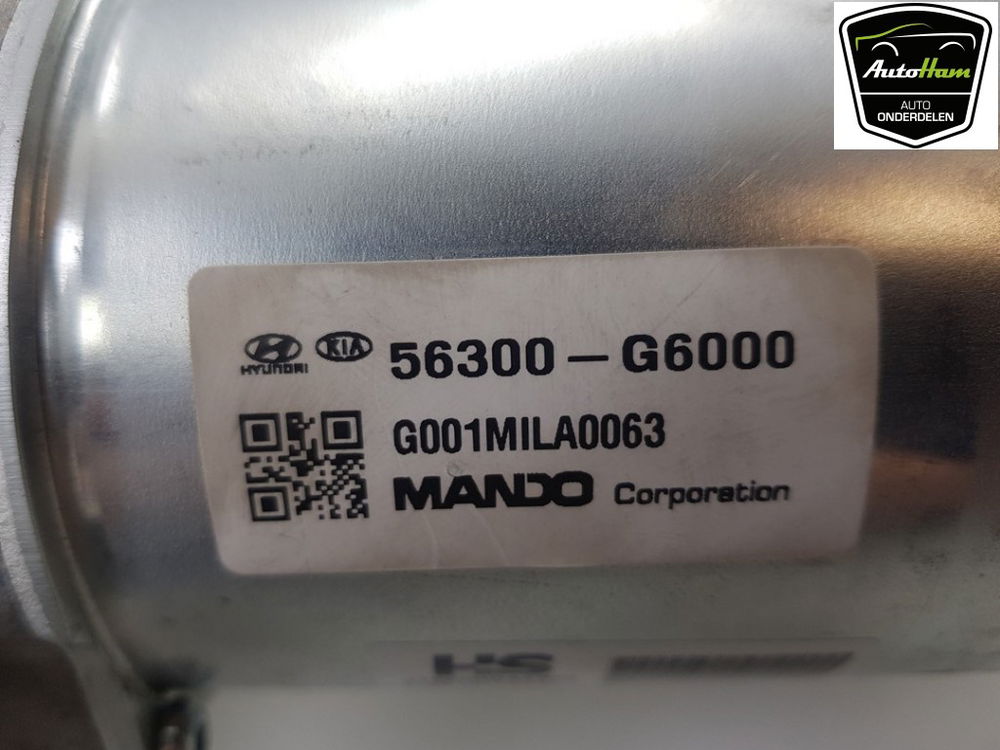 AutoHam
AUTO
ONDERDELEN
HYUNDAI KIA 56300-G6000
G001MILA0063
MANDO Corporation